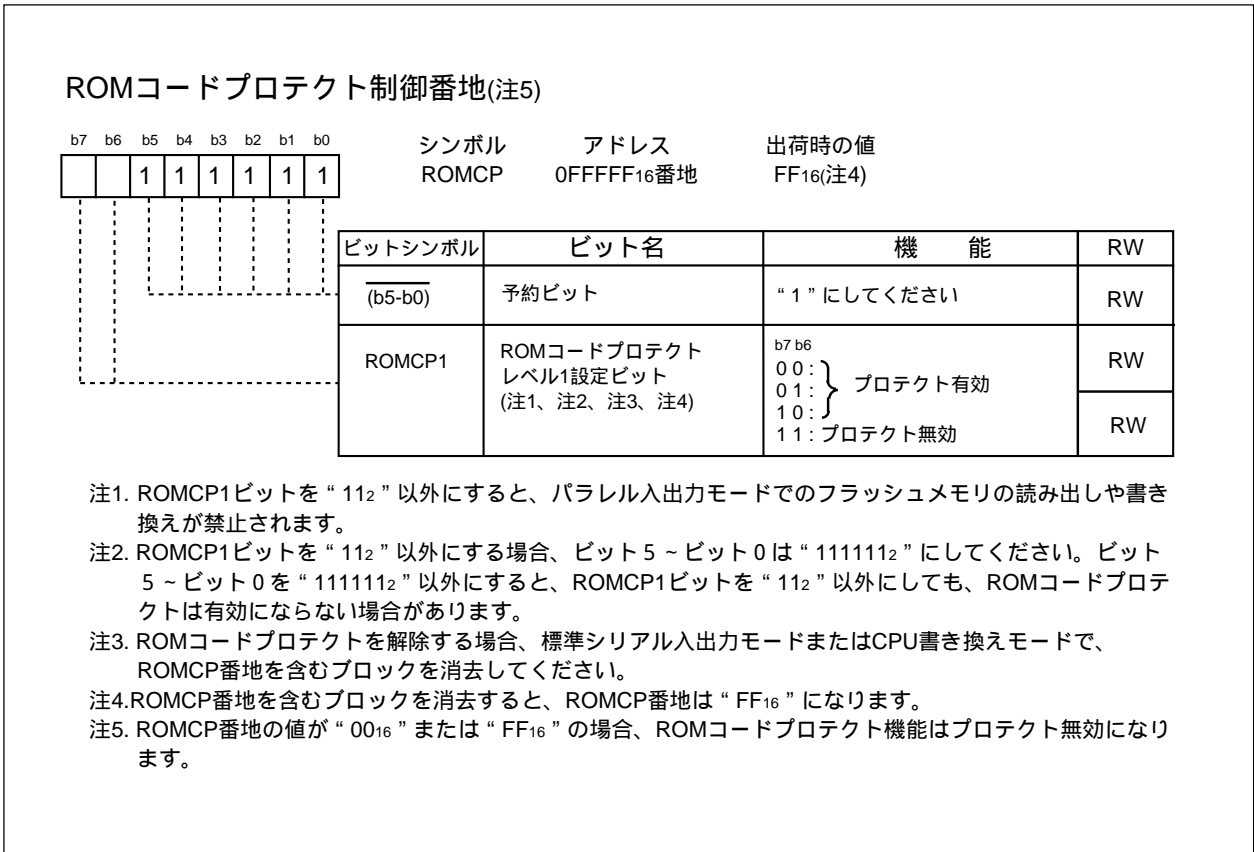 ROMコードプロテクト制御番地(注5)
b7 b6 b5 b4 b3 b2 b1 b0
1 1 1 1 1 1
シンボル アドレス 出荷時の値
ROMCP 0FFFFF16番地 FF16(注4)
ビットシンボル ビット名 機 能 RW
(b5-b0) 予約ビット “ 1 ” にしてください RW
ROMCP1 ROMコードプロテクト
レベル1設定ビット
(注1、注2、注3、注4)
b7 b6
0 0 :
0 1 :
1 0 :
プロテクト有効
1 1 : プロテクト無効
RW
RW
注1. ROMCP1ビットを “ 112 ” 以外にすると、パラレル入出力モードでのフラッシュメモリの読み出しや書き
換えが禁止されます。
注2. ROMCP1ビットを “ 112 ” 以外にする場合、ビット5 ~ ビット0は “ 1111112 ” にしてください。ビット
5 ~ ビット0を “ 1111112 ” 以外にすると、ROMCP1ビットを “ 112 ” 以外にしても、ROMコードプロテ
クトは有効にならない場合があります。
注3. ROMコードプロテクトを解除する場合、標準シリアル入出力モードまたはCPU書き換えモードで、
ROMCP番地を含むブロックを消去してください。
注4.ROMCP番地を含むブロックを消去すると、ROMCP番地は “ FF16 ” になります。
注5. ROMCP番地の値が “ 0016 ” または “ FF16 ” の場合、ROMコードプロテクト機能はプロテクト無効になり
ます。